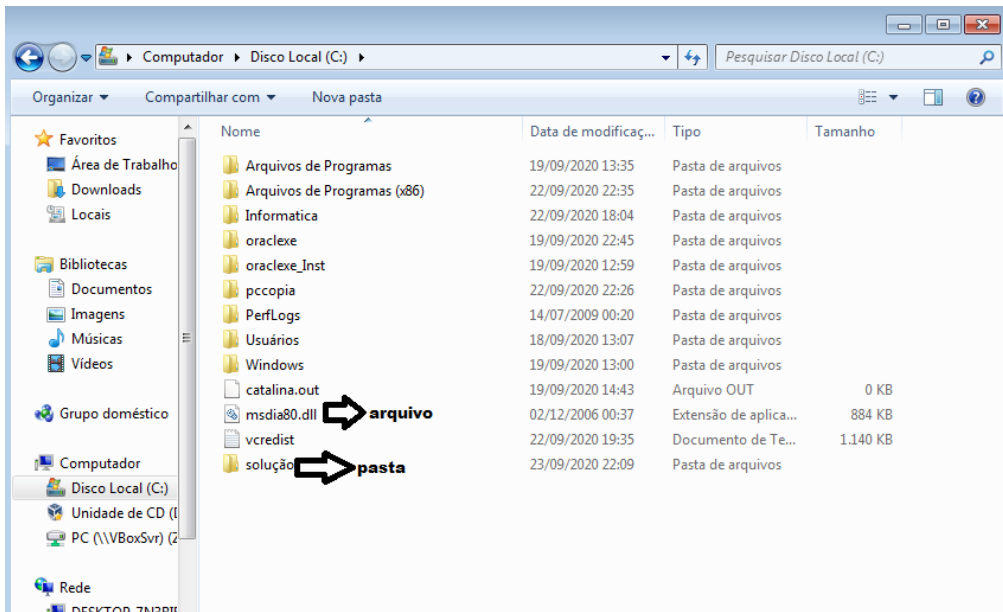 Computador Disco Local (C:)
Pesquisar Disco Local (C:)
Organizar Compartilhar com Nova pasta
Favoritos
Área de Trabalho
Downloads
Locais
Bibliotecas
Documentos
Imagens
Músicas
Vídeos
Grupo doméstico
Computador
Disco Local (C:)
Unidade de CD (
PC (\\VBoxSvr) (
Rede
Nome Data de modificaç... Tipo Tamanho
Arquivos de Programas 19/09/2020 13:35 Pasta de arquivos
Arquivos de Programas (x86) 22/09/2020 22:35 Pasta de arquivos
Informatica 22/09/2020 18:04 Pasta de arquivos
oraclexe 19/09/2020 22:45 Pasta de arquivos
oraclexe_Inst 19/09/2020 12:59 Pasta de arquivos
pccopia 22/09/2020 22:26 Pasta de arquivos
PerfLogs 14/07/2009 00:20 Pasta de arquivos
Usuários 18/09/2020 13:07 Pasta de arquivos
Windows 19/09/2020 13:00 Pasta de arquivos
catalina.out 19/09/2020 14:43 Arquivo OUT 0 KB
msdia80.dll arquivo 02/12/2006 00:37 Extensão de aplica... 884 KB
vcredist 22/09/2020 19:35 Documento de Te... 1.140 KB
solução pasta 23/09/2020 22:09 Pasta de arquivos